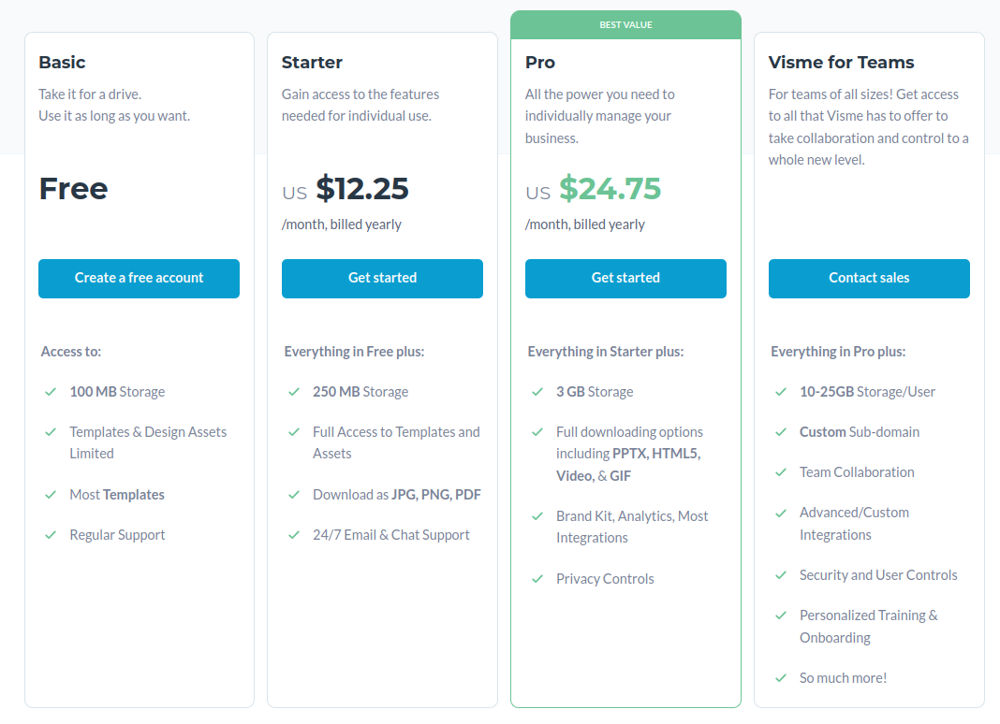 BEST VALUE
Basic
Take it for a drive.
Use it as long as you want.
Free
Create a free account
Access to:
100 MB Storage
Templates & Design Assets
Limited
Most Templates
Regular Support
Starter
Gain access to the features
needed for individual use.
US $12.25
/month, billed yearly
Get started
Everything in Free plus:
250 MB Storage
Full Access to Templates and
Assets
Download as JPG, PNG, PDF
24/7 Email & Chat Support
Pro
All the power you need to
individually manage your
business.
US $24.75
/month, billed yearly
Get started
Everything in Starter plus:
3 GB Storage
Full downloading options
including PPTX, HTML5,
Video, & GIF
Brand Kit, Analytics, Most
Integrations
Privacy Controls
Visme for Teams
For teams of all sizes! Get access
to all that Visme has to offer to
take collaboration and control to a
whole new level.
Contact sales
Everything in Pro plus:
10-25GB Storage/User
Custom Sub-domain
Team Collaboration
Advanced/Custom
Integrations
Security and User Controls
Personalized Training &
Onboarding
So much more!